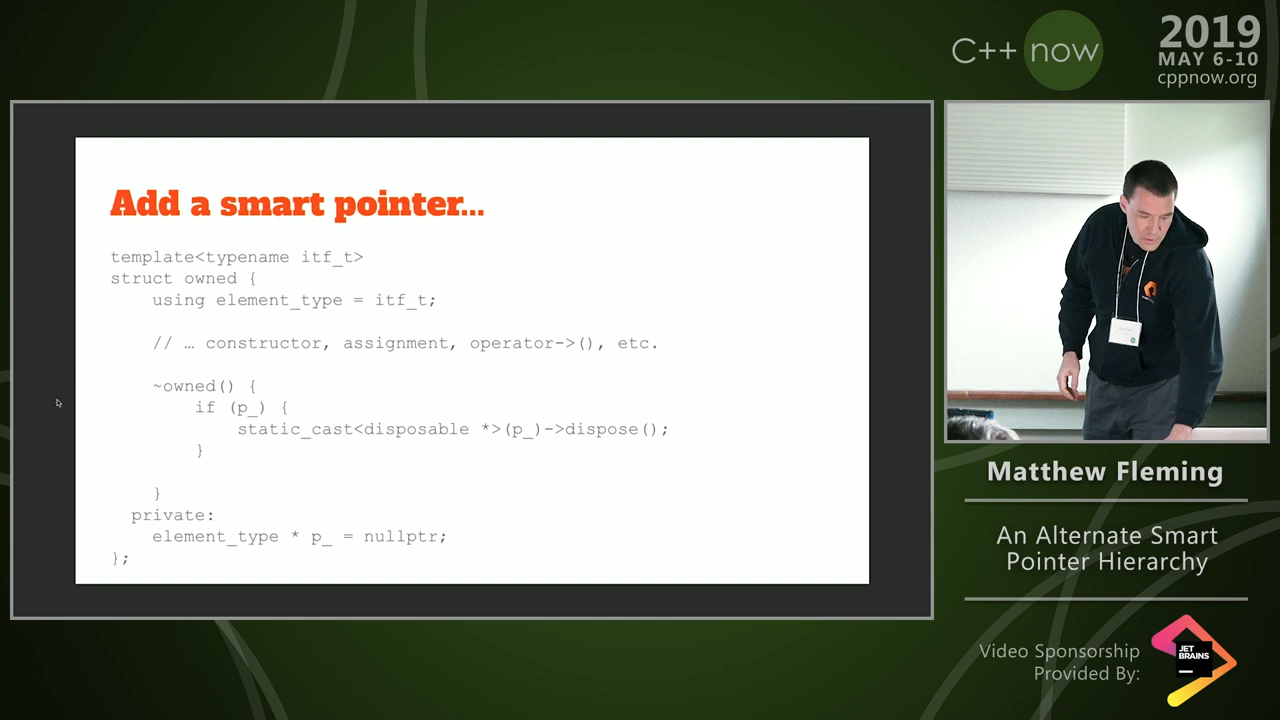 C++ now
2019
MAY 6-10
cppnow.org
Add a smart pointer...
template<typename itf_t>
struct owned {
    using element_type = itf_t;
    // … constructor, assignment, operator->(), etc.
    ~owned() {
        if (p_) {
            static_cast<disposable *>(p_)->dispose();
        }
    }
  private:
    element_type * p_ = nullptr;
};
Matthew Fleming
An Alternate Smart
Pointer Hierarchy
Video Sponsorship
Provided By:
JET
BRAINS